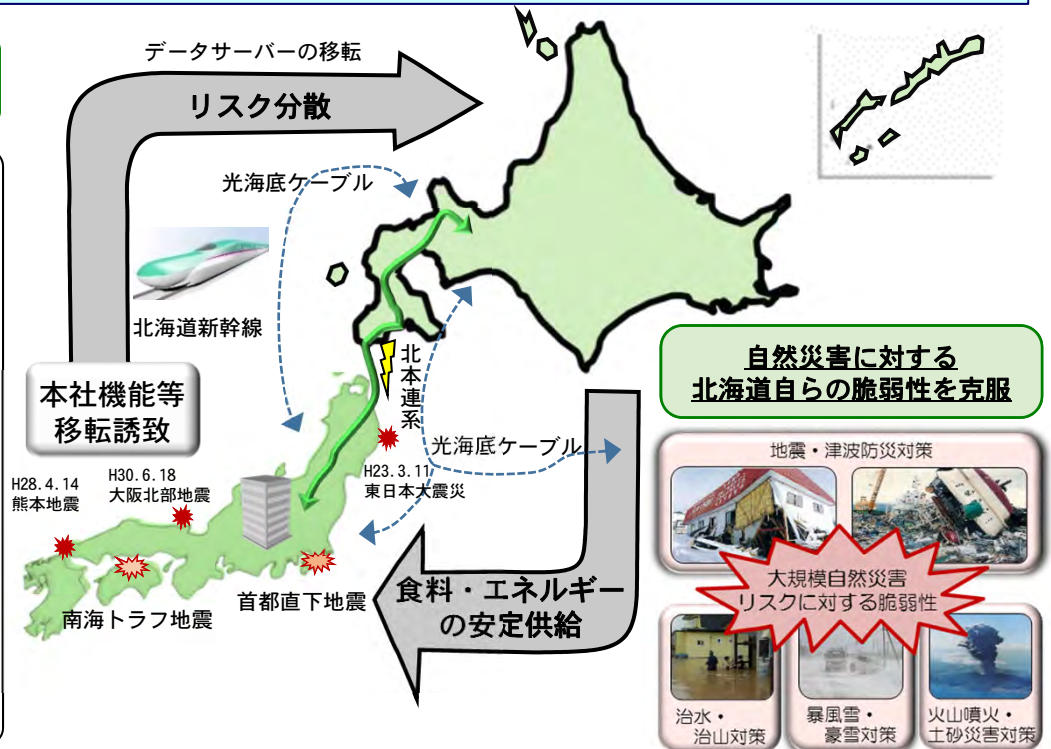 データサーバーの移転
リスク分散
光海底ケーブル
北海道新幹線
本社機能等
移転誘致
北本連系
光海底ケーブル
H23.3.11
東日本大震災
H30.6.18
大阪北部地震
H28.4.14
熊本地震
南海トラフ地震
首都直下地震
食料・エネルギー
の安定供給
自然災害に対する
北海道自らの脆弱性を克服
地震・津波防災対策
大規模自然災害
リスクに対する脆弱性
治水・
治山対策
暴風雪・
豪雪対策
火山噴火・
土砂災害対策